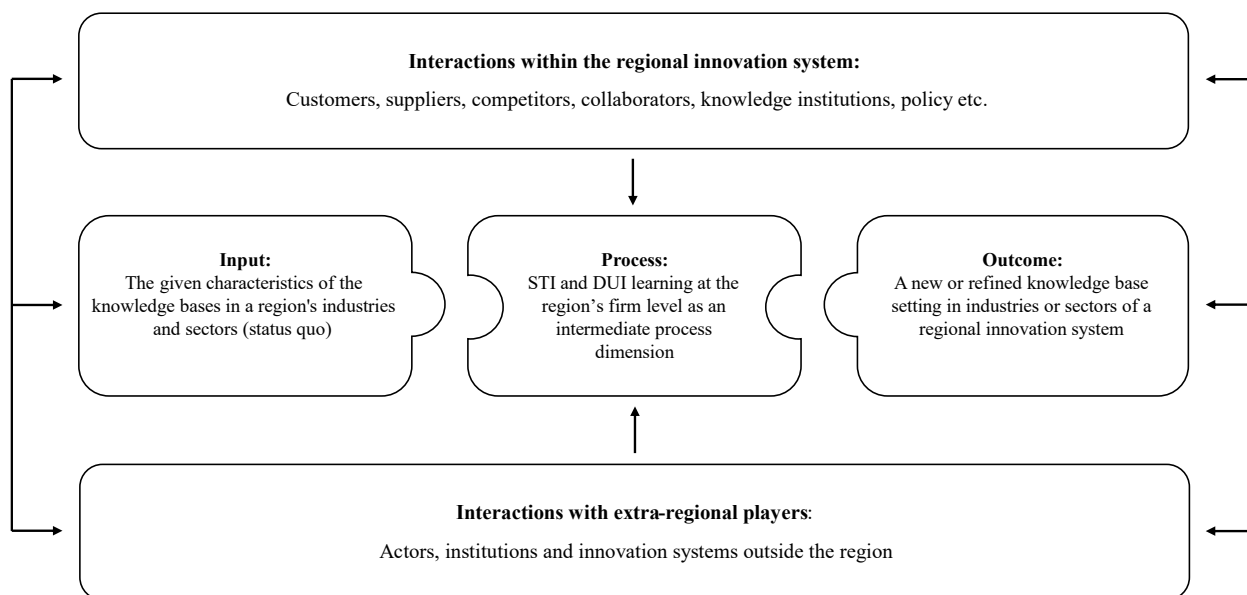 Interactions within the regional innovation system:
Customers, suppliers, competitors, collaborators, knowledge institutions, policy etc.
Input:
The given characteristics of the
knowledge bases in a region's industries
and sectors (status quo)
Process:
STI and DUI learning at the
region’s firm level as an
intermediate process
dimension
Outcome:
A new or refined knowledge base
setting in industries or sectors of a
regional innovation system
Interactions with extra-regional players:
Actors, institutions and innovation systems outside the region